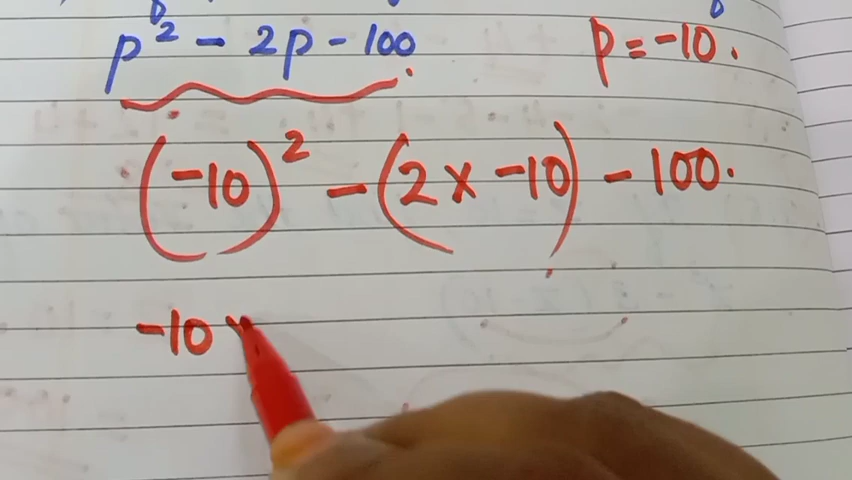 p² - 2p - 100 p = -10.
(-10)² - (2 x -10) - 100.
-10